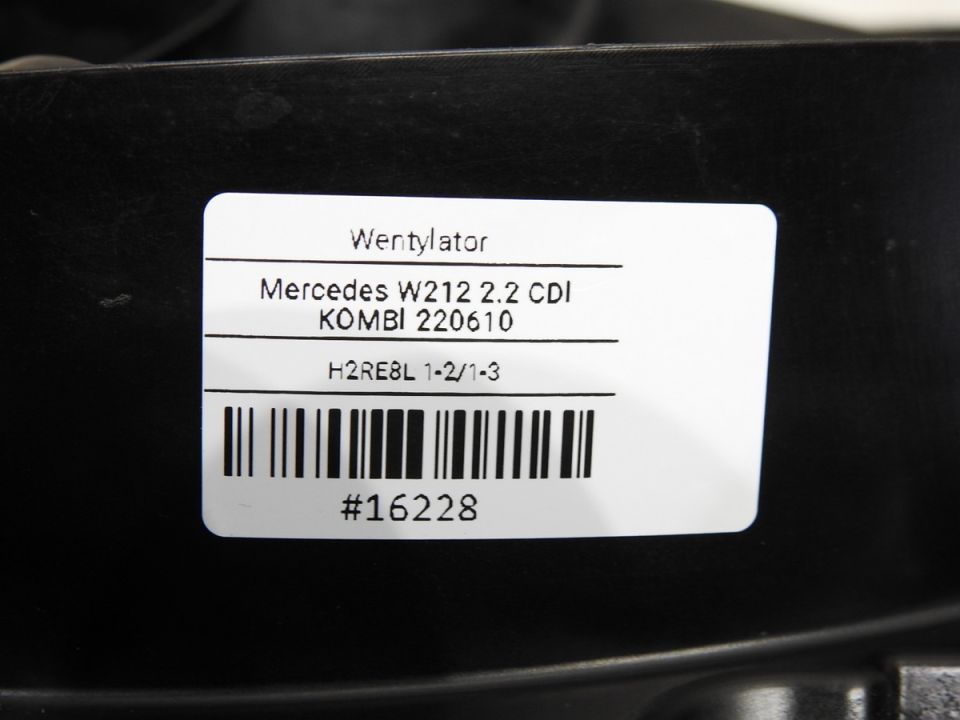 Wentylator
Mercedes W212 2.2 CDI
KOMBI 220610
H2RE8L 1-2/1-3
#16228